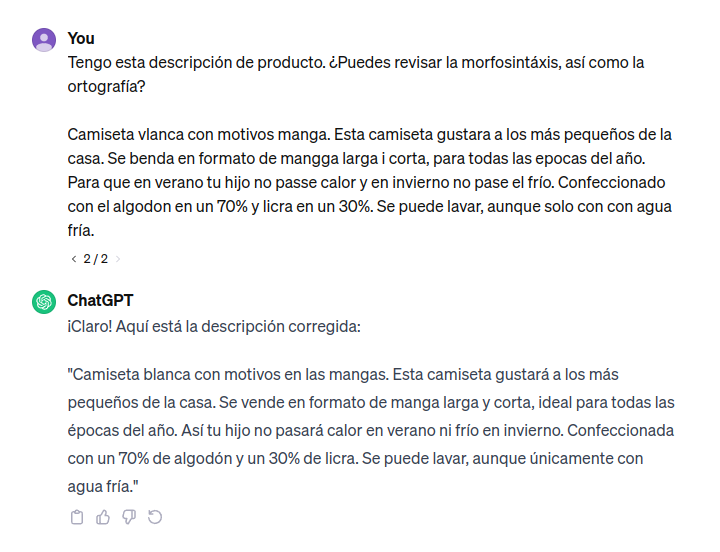 You
Tengo esta descripción de producto. ¿Puedes revisar la morfosintáxis, así como la
ortografía?
Camiseta vlanca con motivos manga. Esta camiseta gustara a los más pequeños de la
casa. Se benda en formato de mangga larga i corta, para todas las epocas del año.
Para que en verano tu hijo no passe calor y en invierno no pase el frío. Confeccionado
con el algodon en un 70% y licra en un 30%. Se puede lavar, aunque solo con con agua
fría.
< 2 / 2 >
ChatGPT
¡Claro! Aquí está la descripción corregida:
"Camiseta blanca con motivos en las mangas. Esta camiseta gustará a los más
pequeños de la casa. Se vende en formato de manga larga y corta, ideal para todas las
épocas del año. Así tu hijo no pasará calor en verano ni frío en invierno. Confeccionada
con un 70% de algodón y un 30% de licra. Se puede lavar, aunque únicamente con
agua fría."